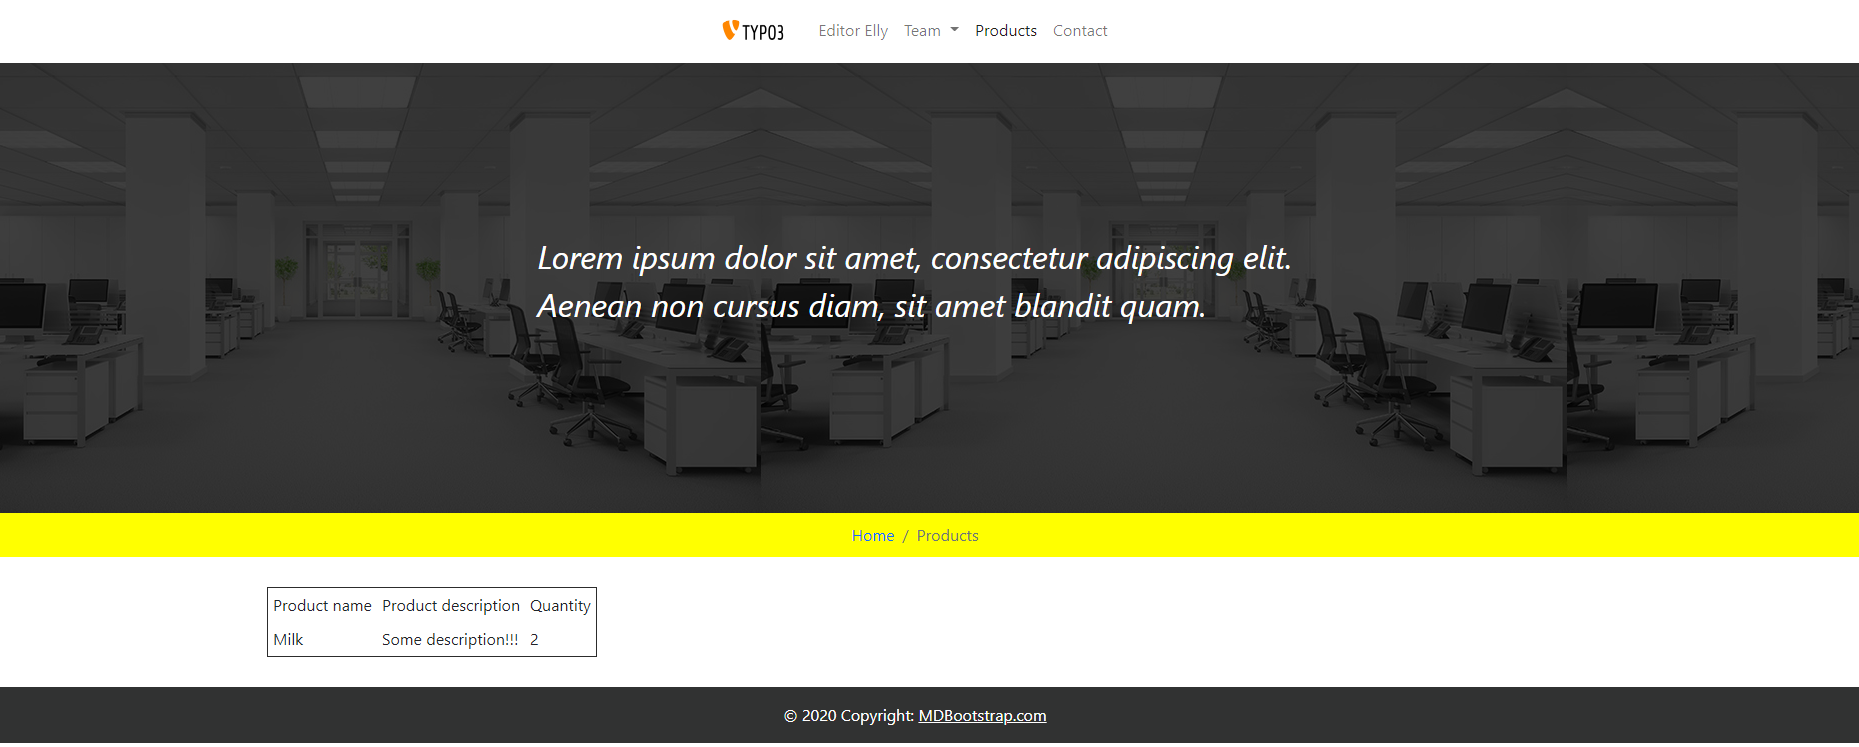 TYPO3 Editor Elly Team Products Contact
Lorem ipsum dolor sit amet, consectetur adipiscing elit.
Aenean non cursus diam, sit amet blandit quam.
Home / Products
Product name Product description Quantity
Milk Some description!!! 2
© 2020 Copyright: MDBootstrap.com